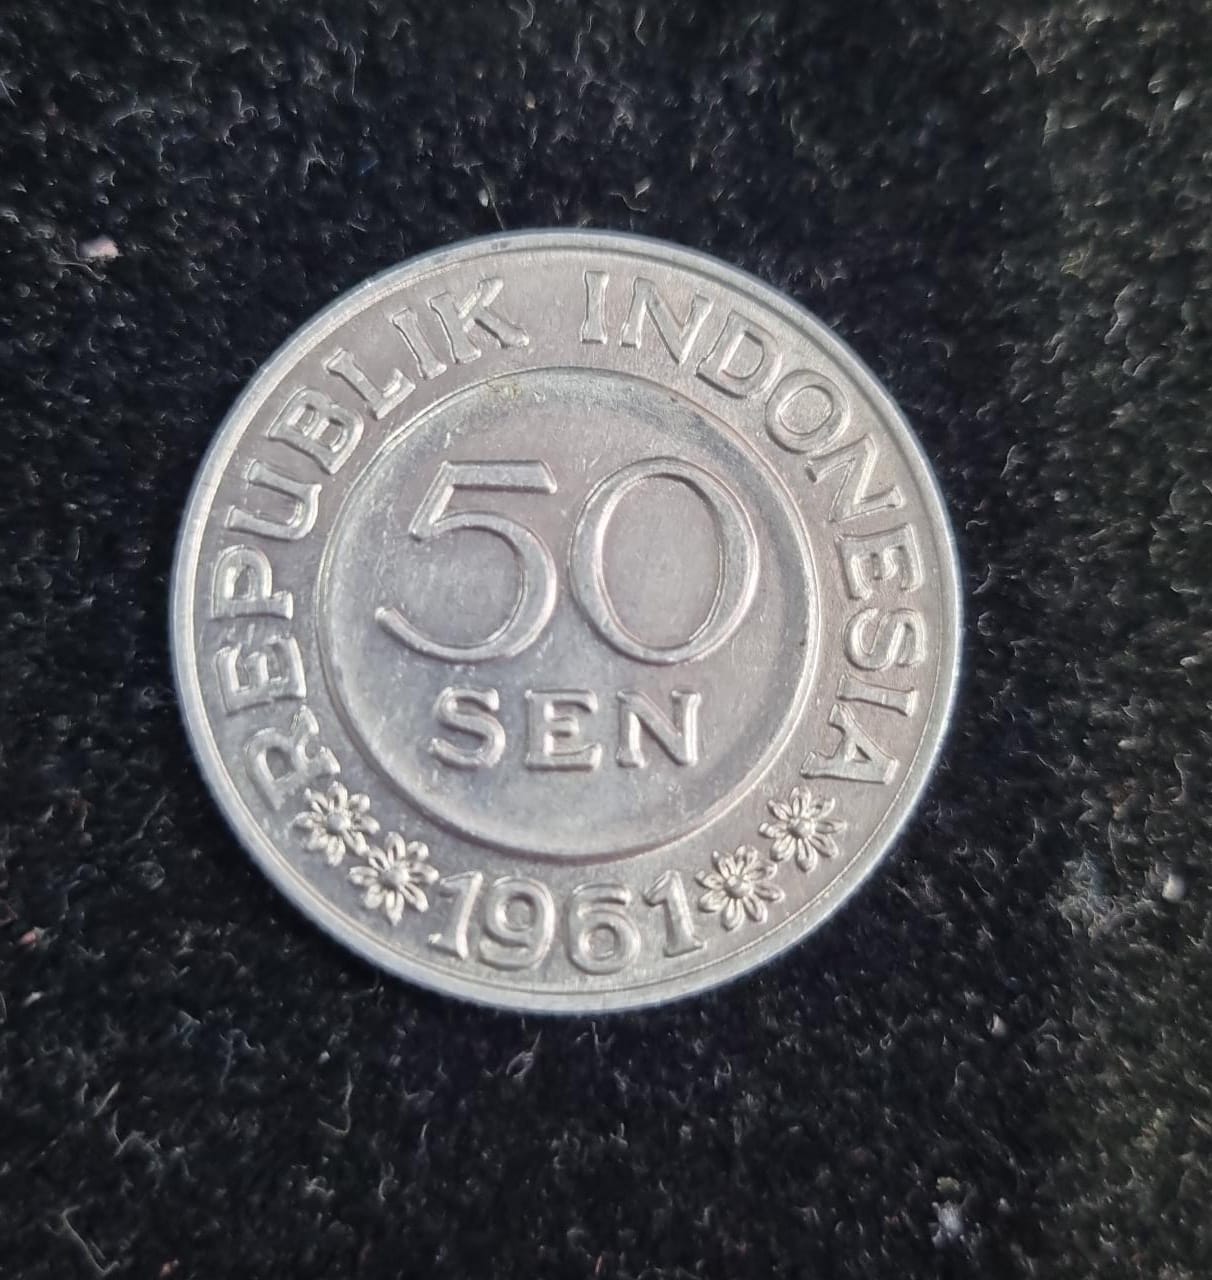 REPUBLIK INDONESIA
50
SEN
1961